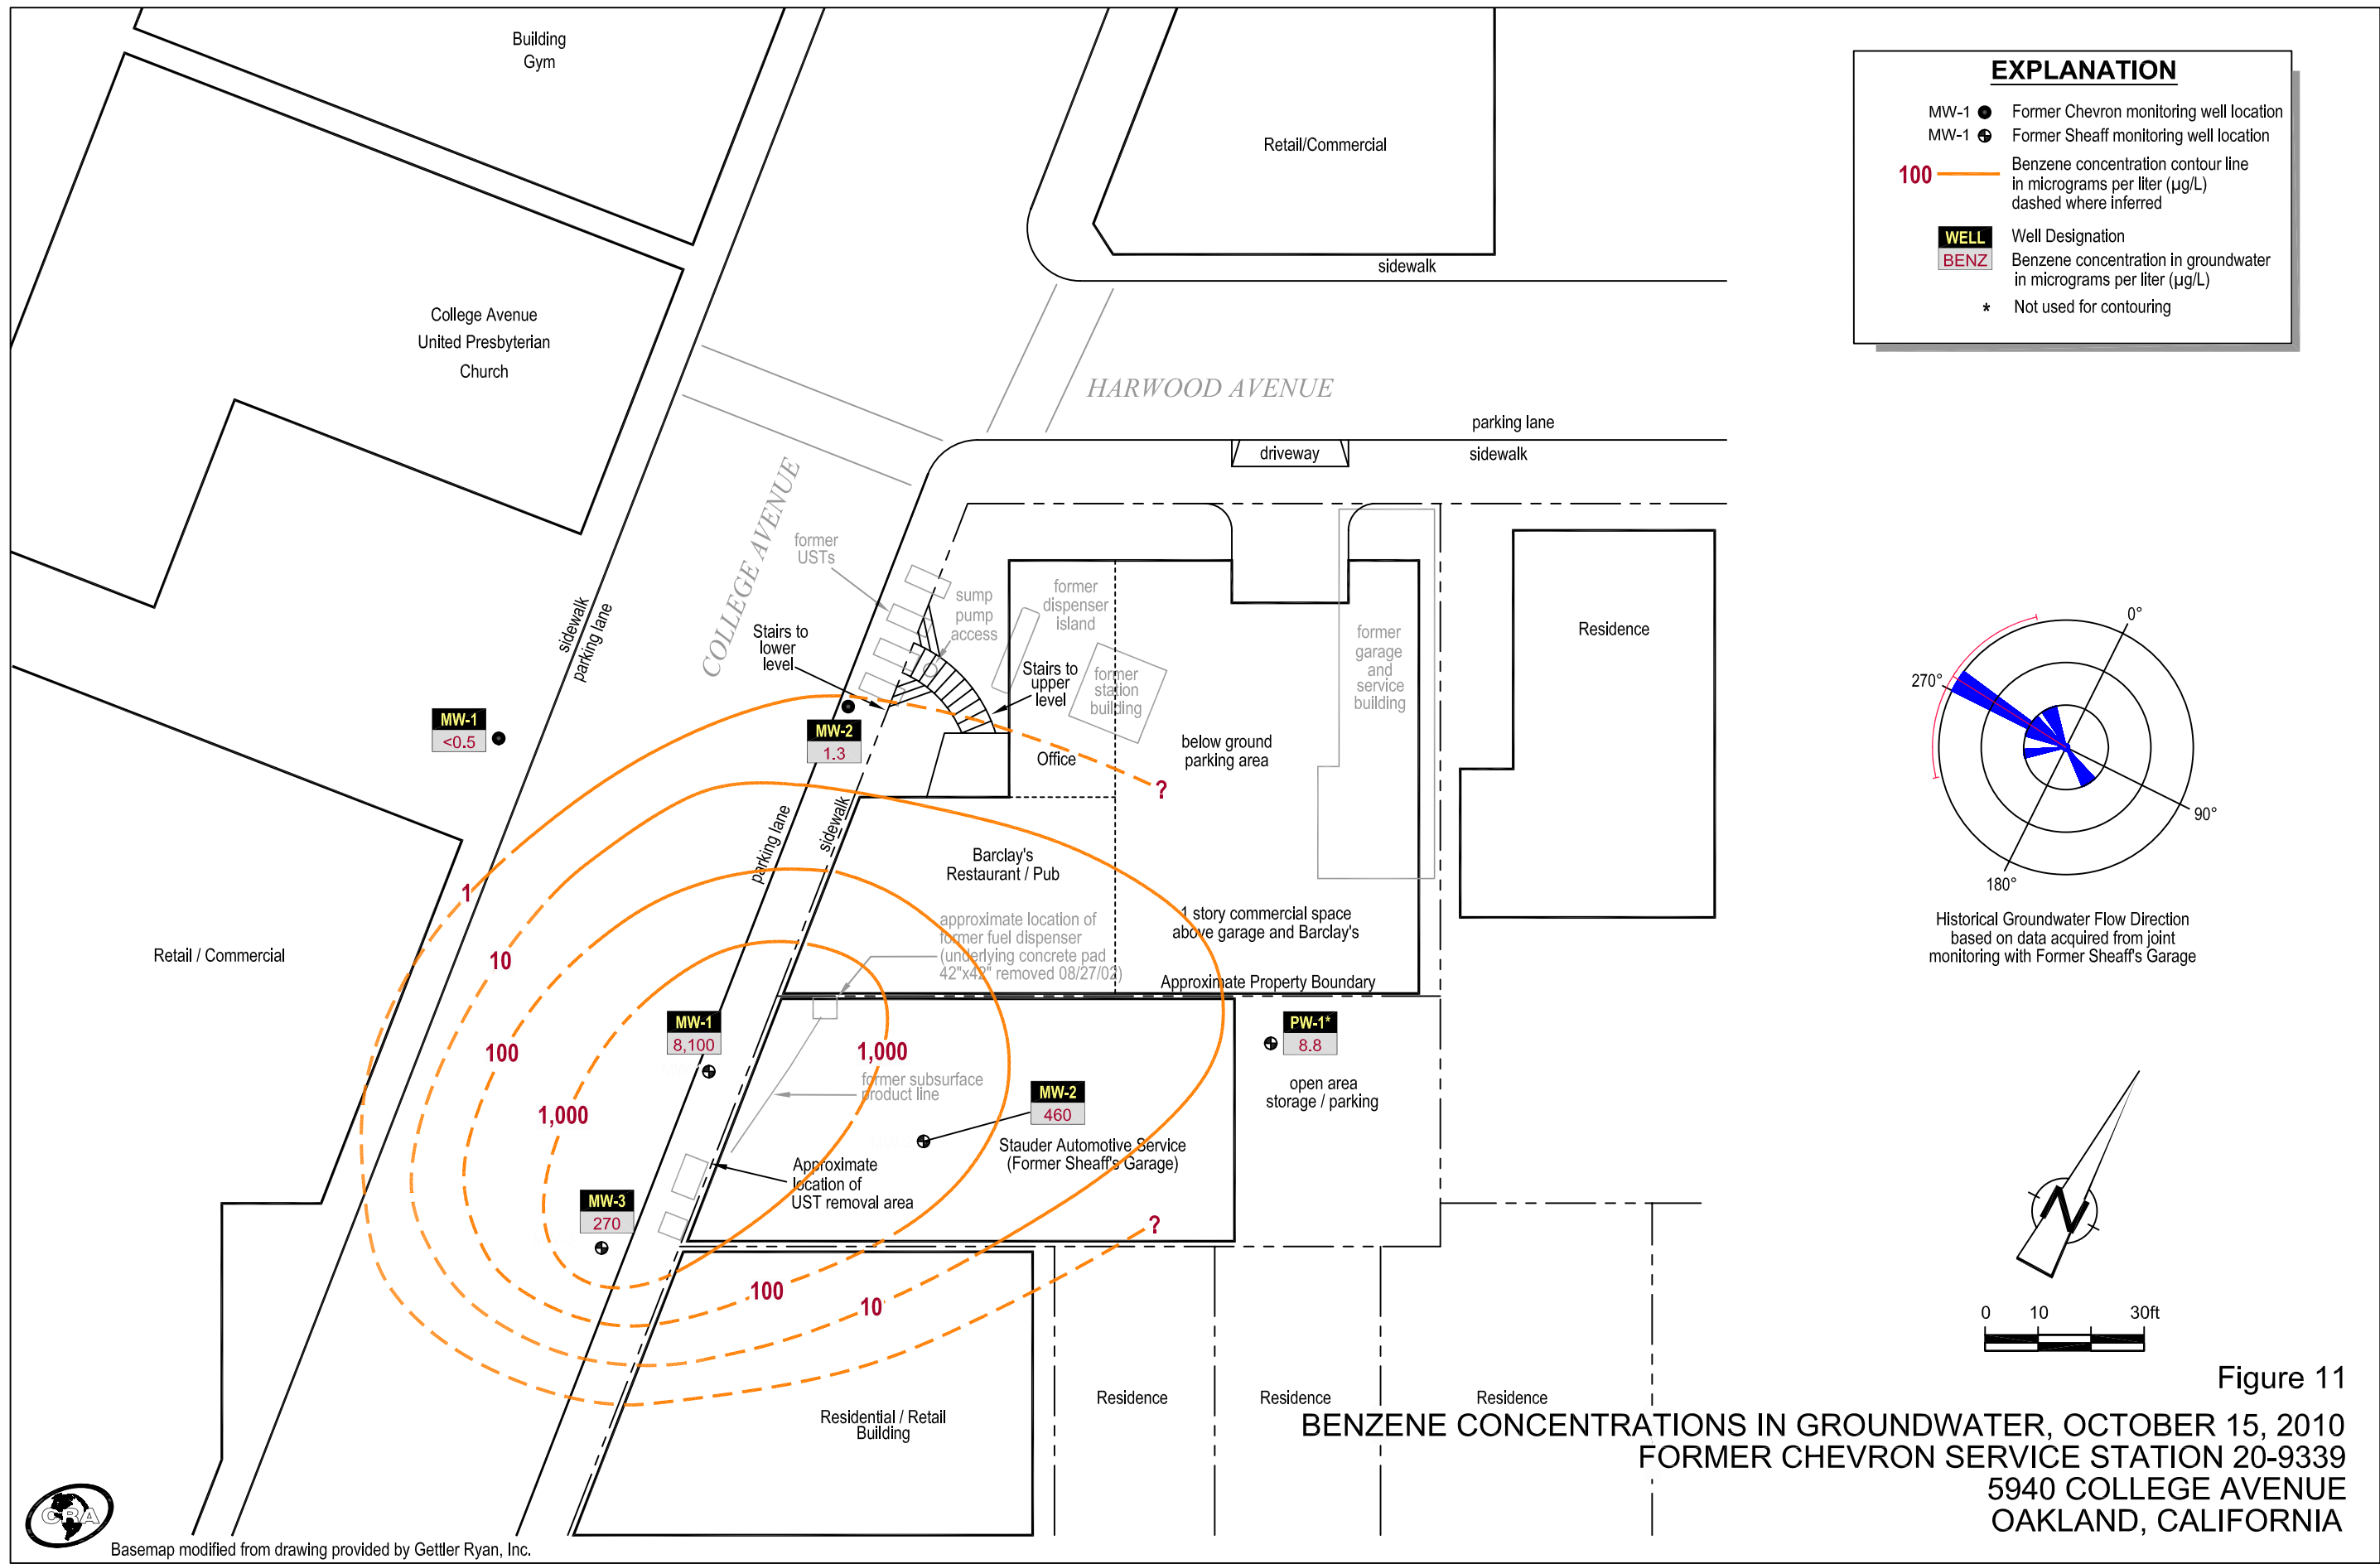 Building
Gym
Retail/Commercial
sidewalk
College Avenue
United Presbyterian
Church
HARWOOD AVENUE
parking lane
sidewalk
driveway
COLLEGE AVENUE
former
USTs
sump
pump
access
former
dispenser
island
Stairs to
lower
level
Stairs to
upper
level
former
station
building
former
garage
and
service
building
Residence
sidewalk
parking lane
MW-1
<0.5
MW-2
1.3
Office
below ground
parking area
?
parking lane
sidewalk
Barclay's
Restaurant / Pub
1
10
100
1,000
Retail / Commercial
approximate location of
former fuel dispenser
(underlying concrete pad
42"x42" removed 08/27/02)
1 story commercial space
above garage and Barclay's
Approximate Property Boundary
MW-1
8,100
1,000
former subsurface
product line
MW-2
460
PW-1*
8.8
open area
storage / parking
Stauder Automotive Service
(Former Sheaff's Garage)
Approximate
location of
UST removal area
MW-3
270
?
100
10
Residential / Retail
Building
Residence
Residence
Residence
EXPLANATION
MW-1 Former Chevron monitoring well location
MW-1 Former Sheaff monitoring well location
100 Benzene concentration contour line
in micrograms per liter (µg/L)
dashed where inferred
WELL Well Designation
BENZ Benzene concentration in groundwater
in micrograms per liter (µg/L)
* Not used for contouring
0°
270°
90°
180°
Historical Groundwater Flow Direction
based on data acquired from joint
monitoring with Former Sheaff's Garage
N
0 10 30ft
Figure 11
BENZENE CONCENTRATIONS IN GROUNDWATER, OCTOBER 15, 2010
FORMER CHEVRON SERVICE STATION 20-9339
5940 COLLEGE AVENUE
OAKLAND, CALIFORNIA
CRA
Basemap modified from drawing provided by Gettler Ryan, Inc.